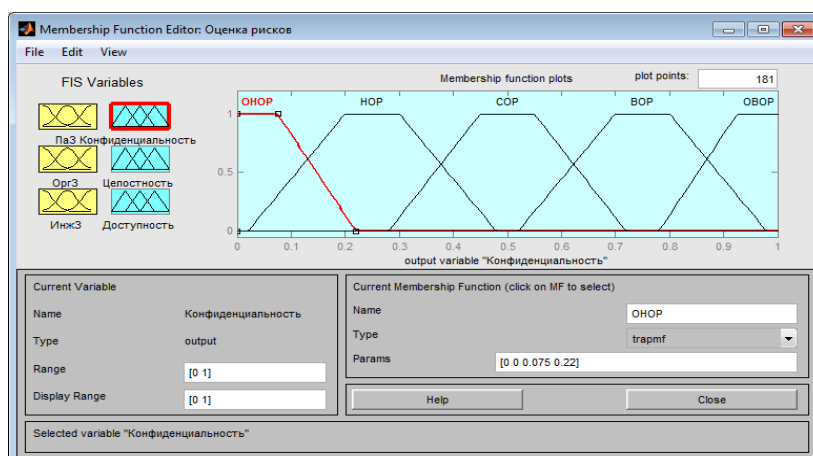 Membership Function Editor: Оценка рисков
File Edit View
FIS Variables
ПаЗ Конфиденциальность
ОргЗ Целостность
ИнжЗ Доступность
Membership function plots plot points: 181
ОНОР НОР СОР ВОР ОВОР
1
0.5
0
0 0.1 0.2 0.3 0.4 0.5 0.6 0.7 0.8 0.9 1
output variable "Конфиденциальность"
Current Variable
Name Конфиденциальность
Type output
Range [0 1]
Display Range [0 1]
Current Membership Function (click on MF to select)
Name ОНОР
Type trapmf
Params [0 0 0.075 0.22]
Help Close
Selected variable "Конфиденциальность"